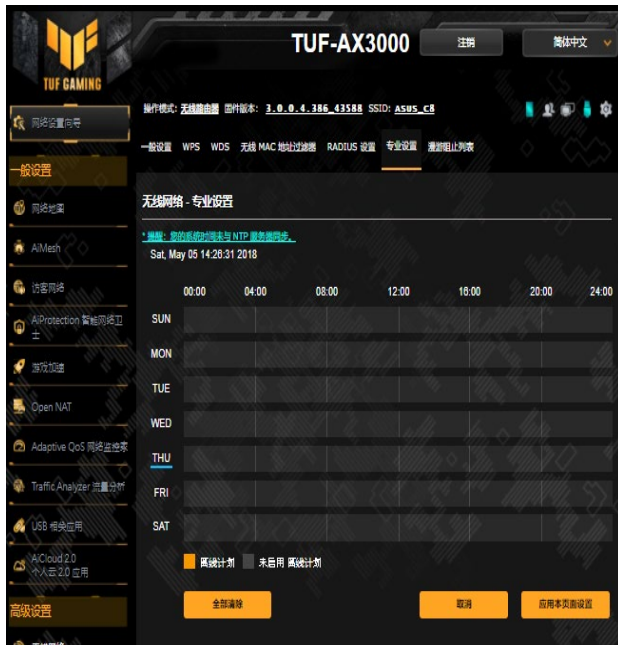 TUF-AX3000
注销
简体中文
TUF GAMING
操作模式: 无线路由器 固件版本: 3.0.0.4.386_43588 SSID: ASUS_C8
网络设置向导
一般设置 WPS WDS 无线 MAC 地址过滤器 RADIUS 设置 专业设置 漫游阻止列表
一般设置
网络地图
AiMesh
访客网络
AiProtection 智能网络卫士
游戏加速
Open NAT
Adaptive QoS 网络监控家
Traffic Analyzer 流量分析
USB 相关应用
AiCloud 2.0
个人云 2.0 应用
高级设置
无线网络 - 专业设置
* 提醒：您的系统时间未与 NTP 服务器同步。
Sat, May 05 14:26:31 2018
00:00 04:00 08:00 12:00 16:00 20:00 24:00
SUN
MON
TUE
WED
THU
FRI
SAT
离线计划 未启用 离线计划
全部清除 取消 应用本页面设置